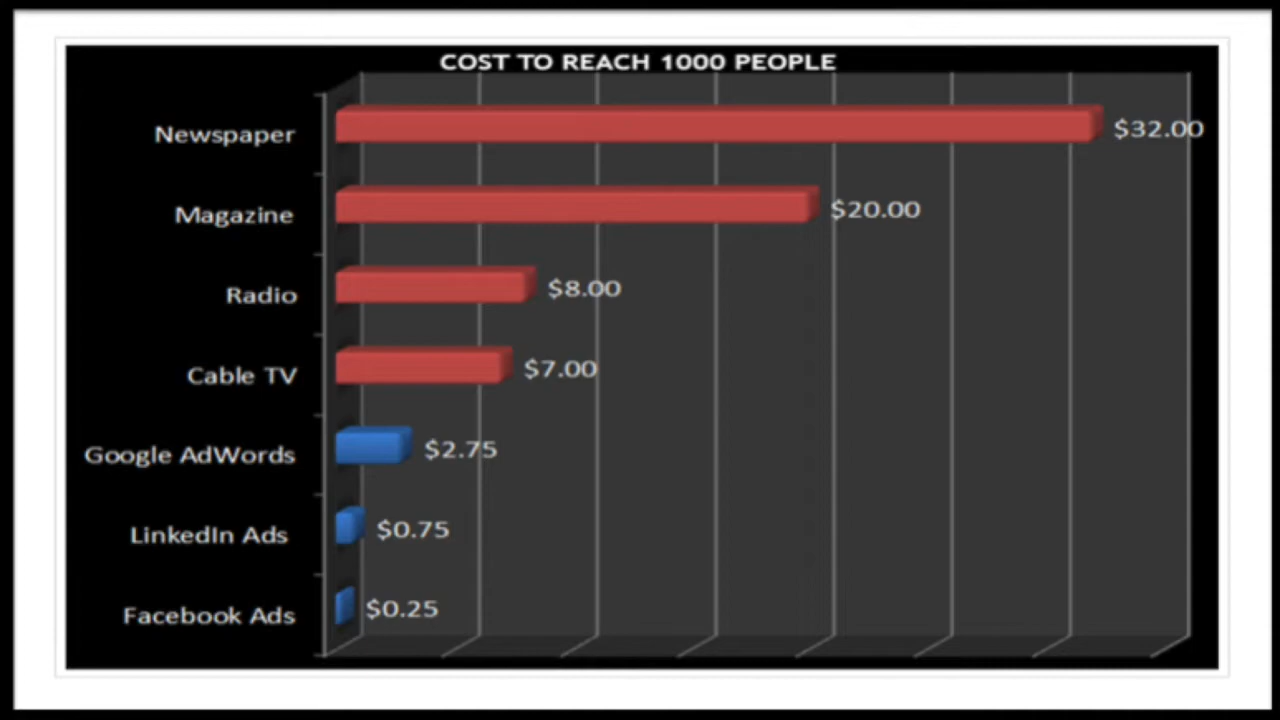 COST TO REACH 1000 PEOPLE
Newspaper $32.00
Magazine $20.00
Radio $8.00
Cable TV $7.00
Google AdWords $2.75
LinkedIn Ads $0.75
Facebook Ads $0.25